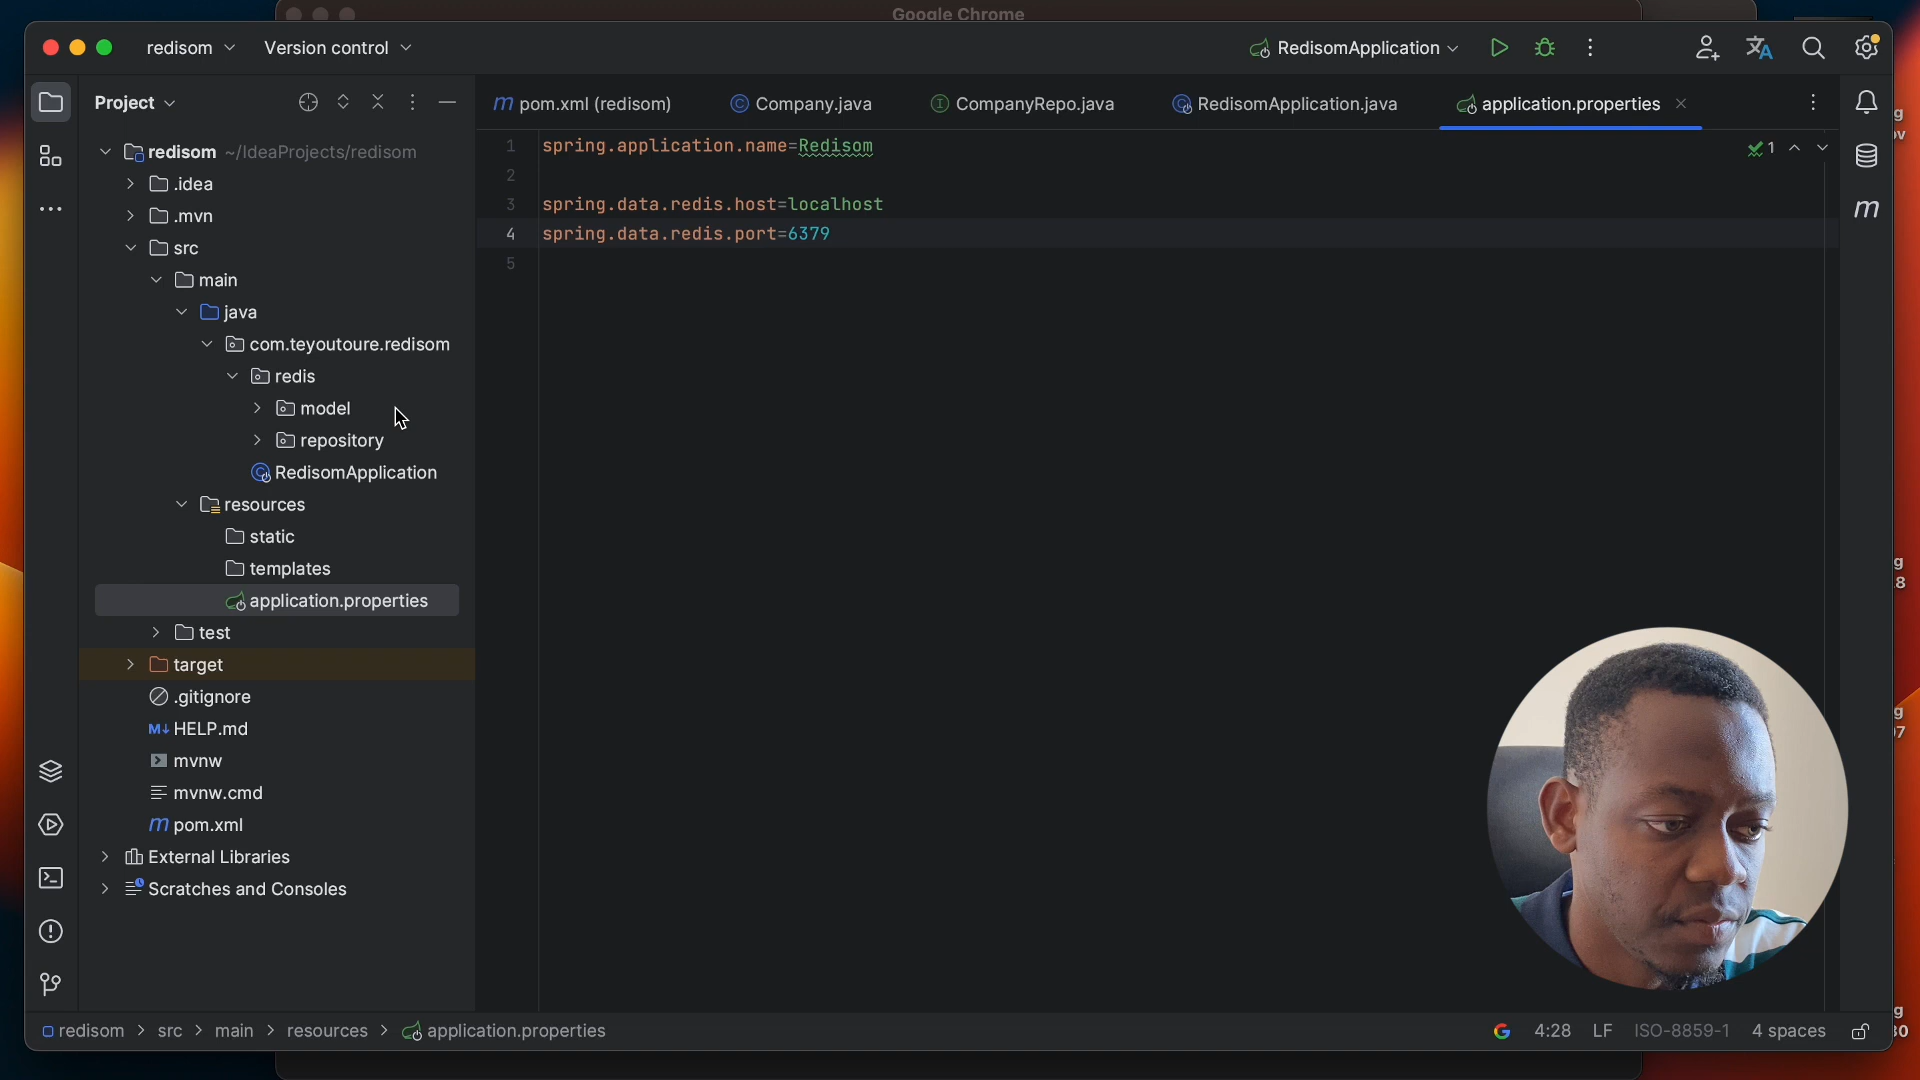 Google Chrome
redisom
Version control
RedisomApplication
Project
pom.xml (redisom)
Company.java
CompanyRepo.java
RedisomApplication.java
application.properties
redisom ~/IdeaProjects/redisom
.idea
.mvn
src
main
java
com.teyoutoure.redisom
redis
model
repository
RedisomApplication
resources
static
templates
application.properties
test
target
.gitignore
HELP.md
mvnw
mvnw.cmd
pom.xml
External Libraries
Scratches and Consoles
1 spring.application.name=Redisom
2
3 spring.data.redis.host=localhost
4 spring.data.redis.port=6379
5
1
redisom > src > main > resources > application.properties
4:28 LF ISO-8859-1 4 spaces